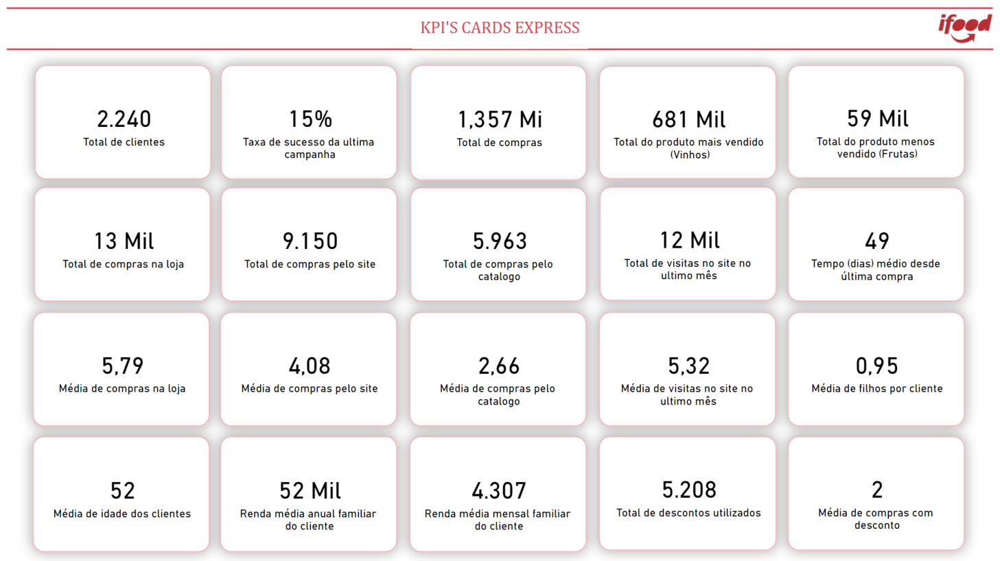 KPI'S CARDS EXPRESS
ifood
2.240
Total de clientes
15%
Taxa de sucesso da ultima
campanha
1,357 Mi
Total de compras
681 Mil
Total do produto mais vendido
(Vinhos)
59 Mil
Total do produto menos
vendido (Frutas)
13 Mil
Total de compras na loja
9.150
Total de compras pelo site
5.963
Total de compras pelo
catalogo
12 Mil
Total de visitas no site no
ultimo mês
49
Tempo (dias) médio desde
última compra
5,79
Média de compras na loja
4,08
Média de compras pelo site
2,66
Média de compras pelo
catalogo
5,32
Média de visitas no site no
ultimo mês
0,95
Média de filhos por cliente
52
Média de idade dos clientes
52 Mil
Renda média anual familiar
do cliente
4.307
Renda média mensal familiar
do cliente
5.208
Total de descontos utilizados
2
Média de compras com
desconto